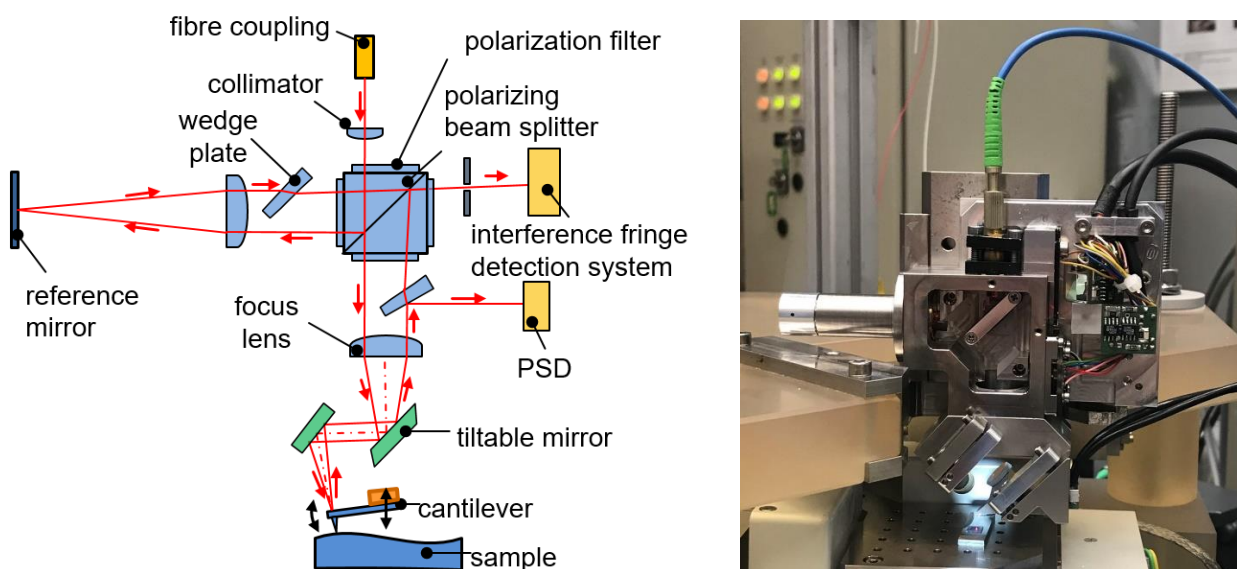 fibre coupling
polarization filter
collimator
polarizing
beam splitter
wedge
plate
interference fringe
detection system
reference
mirror
focus
lens
PSD
tiltable mirror
cantilever
sample